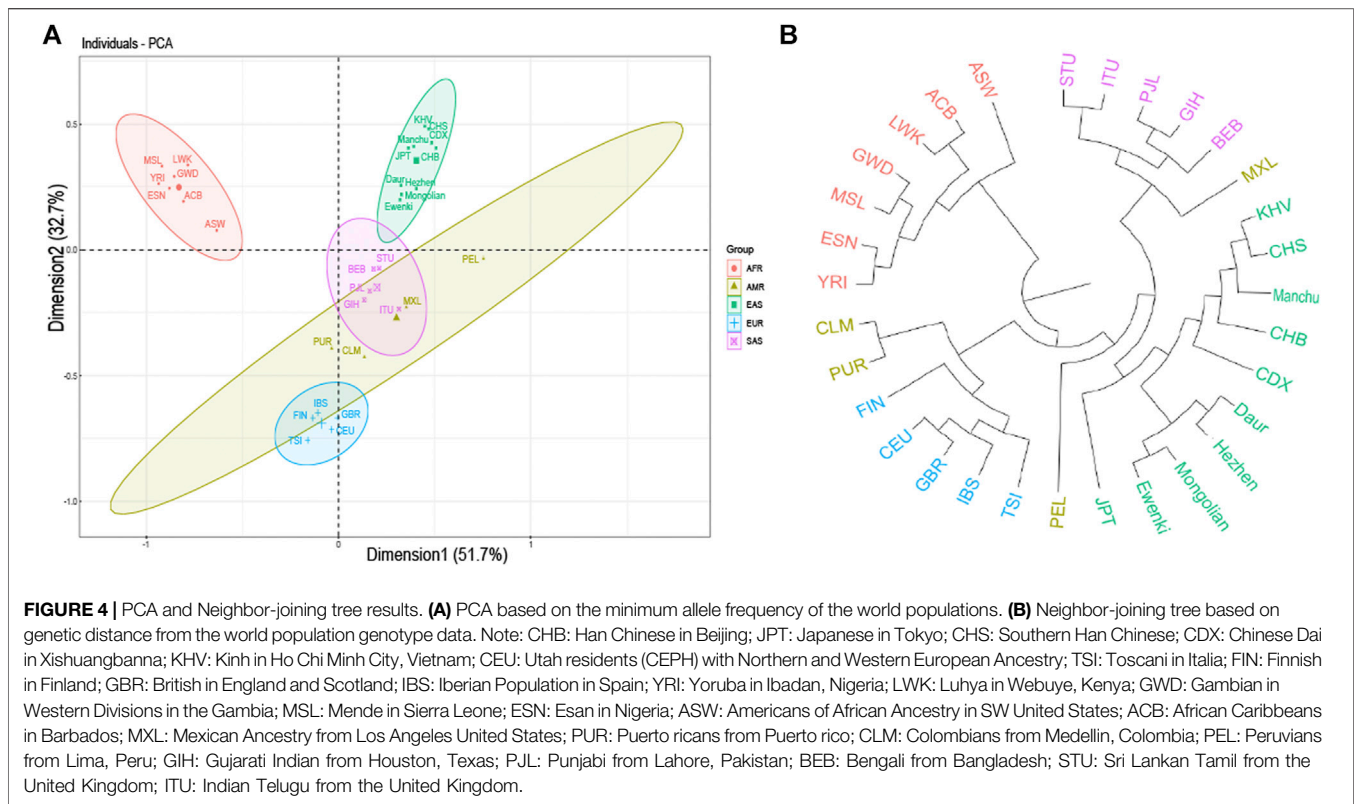 A
Individuals - PCA
Dimension2 (32.7%)
0.5
0.0
-0.5
-1.0
-1
0
1
Dimension1 (51.7%)
MSL
LWK
YRI
GWD
ESN
ACB
ASW
KHV
CHS
CDX
Manchu
JPT
CHB
Daur
Hezhen
Mongolian
Ewenki
STU
BEB
PJL
GIH
ITU
MXL
PEL
PUR
CLM
IBS
FIN
GBR
CEU
TSI
Group
AFR
AMR
EAS
EUR
SAS
B
STU
ITU
PJL
GIH
BEB
MXL
KHV
CHS
Manchu
CHB
CDX
Daur
Hezhen
Mongolian
Ewenki
JPT
PEL
TSI
IBS
GBR
CEU
FIN
PUR
CLM
YRI
ESN
MSL
GWD
LWK
ACB
ASW
FIGURE 4 | PCA and Neighbor-joining tree results. (A) PCA based on the minimum allele frequency of the world populations. (B) Neighbor-joining tree based on
genetic distance from the world population genotype data. Note: CHB: Han Chinese in Beijing; JPT: Japanese in Tokyo; CHS: Southern Han Chinese; CDX: Chinese Dai
in Xishuangbanna; KHV: Kinh in Ho Chi Minh City, Vietnam; CEU: Utah residents (CEPH) with Northern and Western European Ancestry; TSI: Toscani in Italia; FIN: Finnish
in Finland; GBR: British in England and Scotland; IBS: Iberian Population in Spain; YRI: Yoruba in Ibadan, Nigeria; LWK: Luhya in Webuye, Kenya; GWD: Gambian in
Western Divisions in the Gambia; MSL: Mende in Sierra Leone; ESN: Esan in Nigeria; ASW: Americans of African Ancestry in SW United States; ACB: African Caribbeans
in Barbados; MXL: Mexican Ancestry from Los Angeles United States; PUR: Puerto ricans from Puerto rico; CLM: Colombians from Medellin, Colombia; PEL: Peruvians
from Lima, Peru; GIH: Gujarati Indian from Houston, Texas; PJL: Punjabi from Lahore, Pakistan; BEB: Bengali from Bangladesh; STU: Sri Lankan Tamil from the
United Kingdom; ITU: Indian Telugu from the United Kingdom.